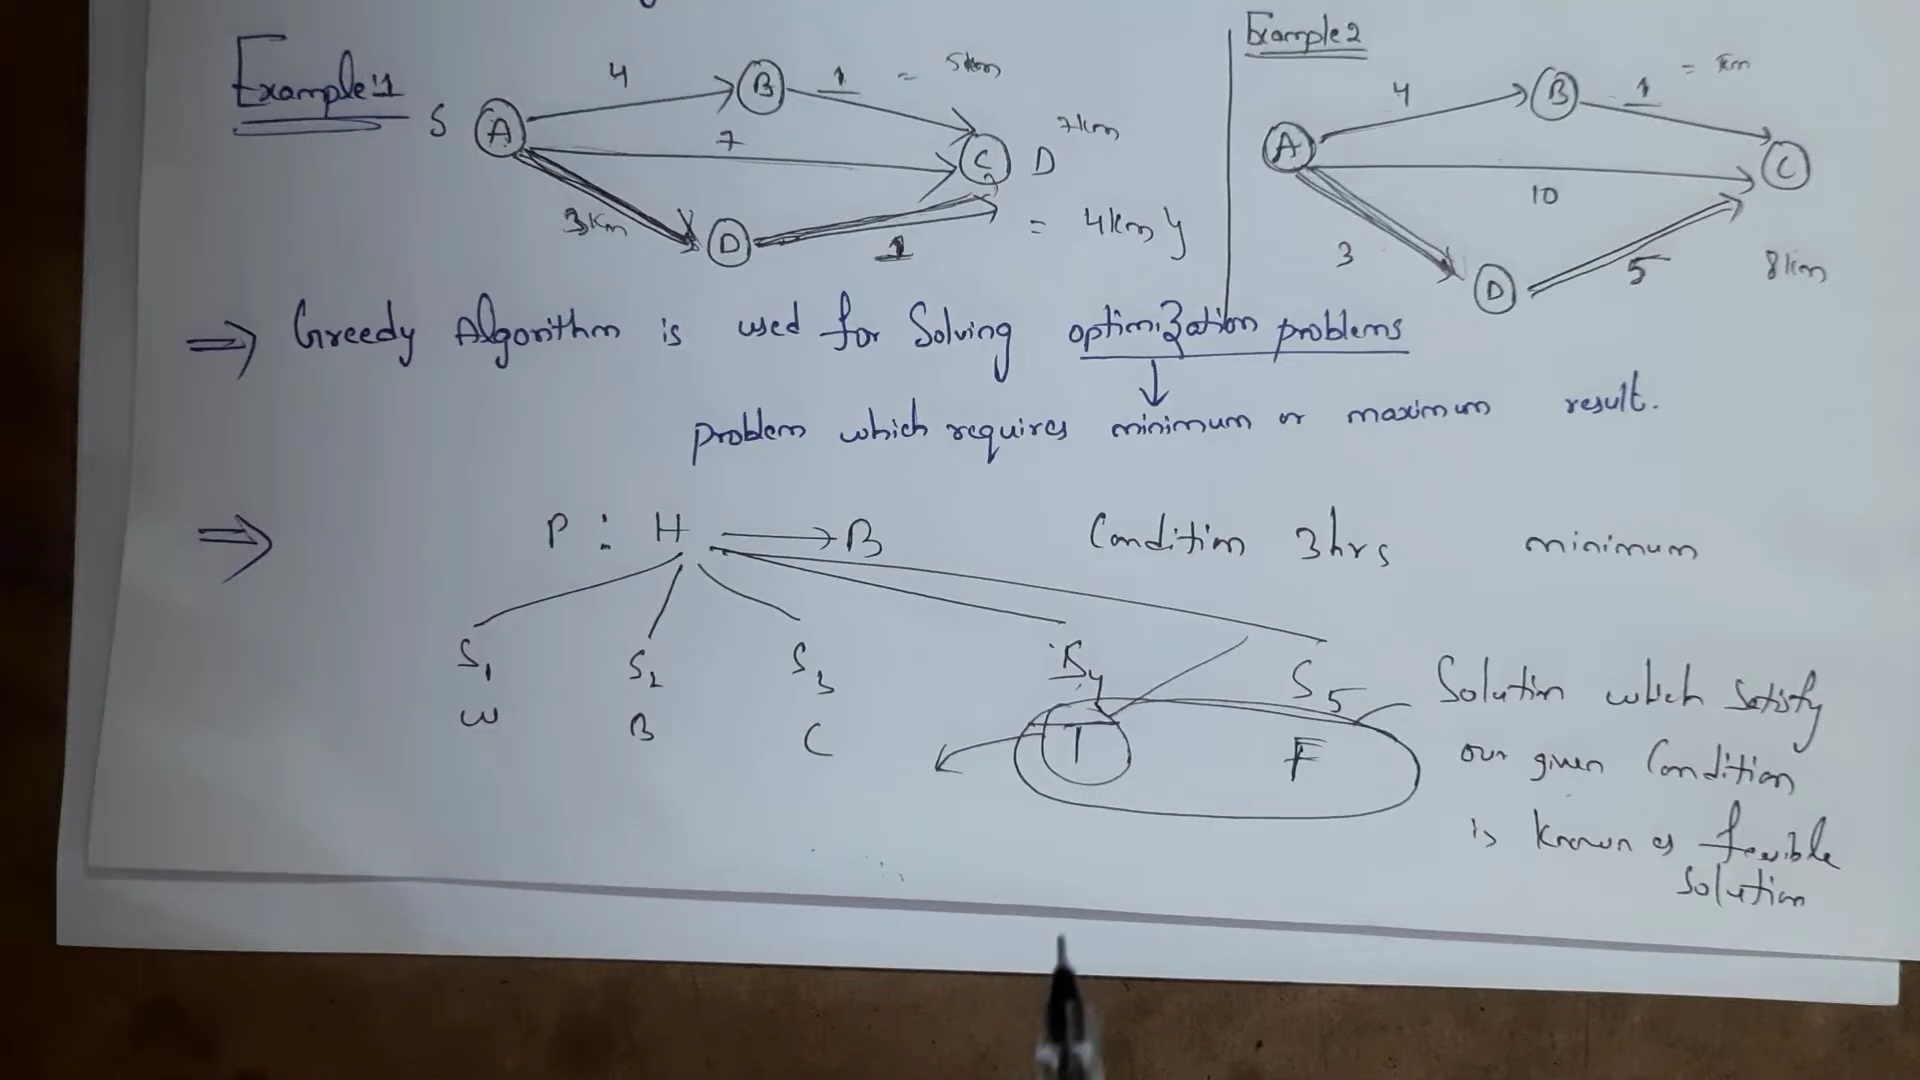 Example:1
S
A
4
B
1
= 5km
7
C
D
7km
3km
D
1
= 4km
Example 2
A
4
B
1
=
km
10
C
3
D
5
8km
⇒ Greedy Algorithm is used for Solving optimization problems
↓
problem which requires minimum or maximum result.
⇒ P : H → B Condition 3hrs minimum
S1 S2 S3 S4 S5
W B C T F
Solution which Satisfy
our given Condition
is known as feasible
Solution